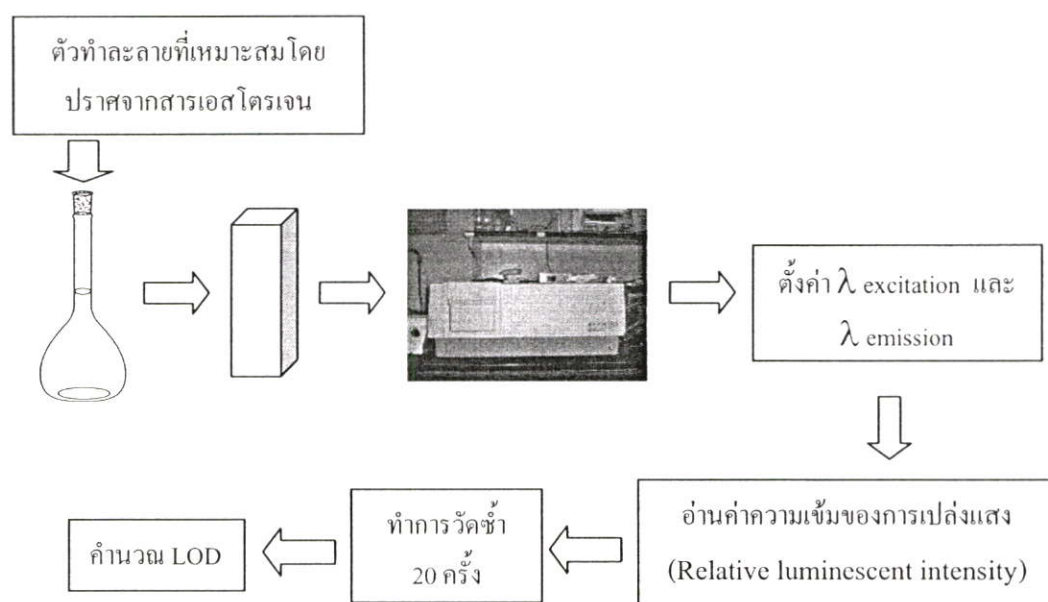 ตัวทำละลายที่เหมาะสมโดย
ปราศจากสารเอสโตรเจน
ตั้งค่า λ excitation และ
λ emission
อ่านค่าความเข้มของการเปล่งแสง
(Relative luminescent intensity)
ทำการวัดซ้ำ
20 ครั้ง
คำนวณ LOD